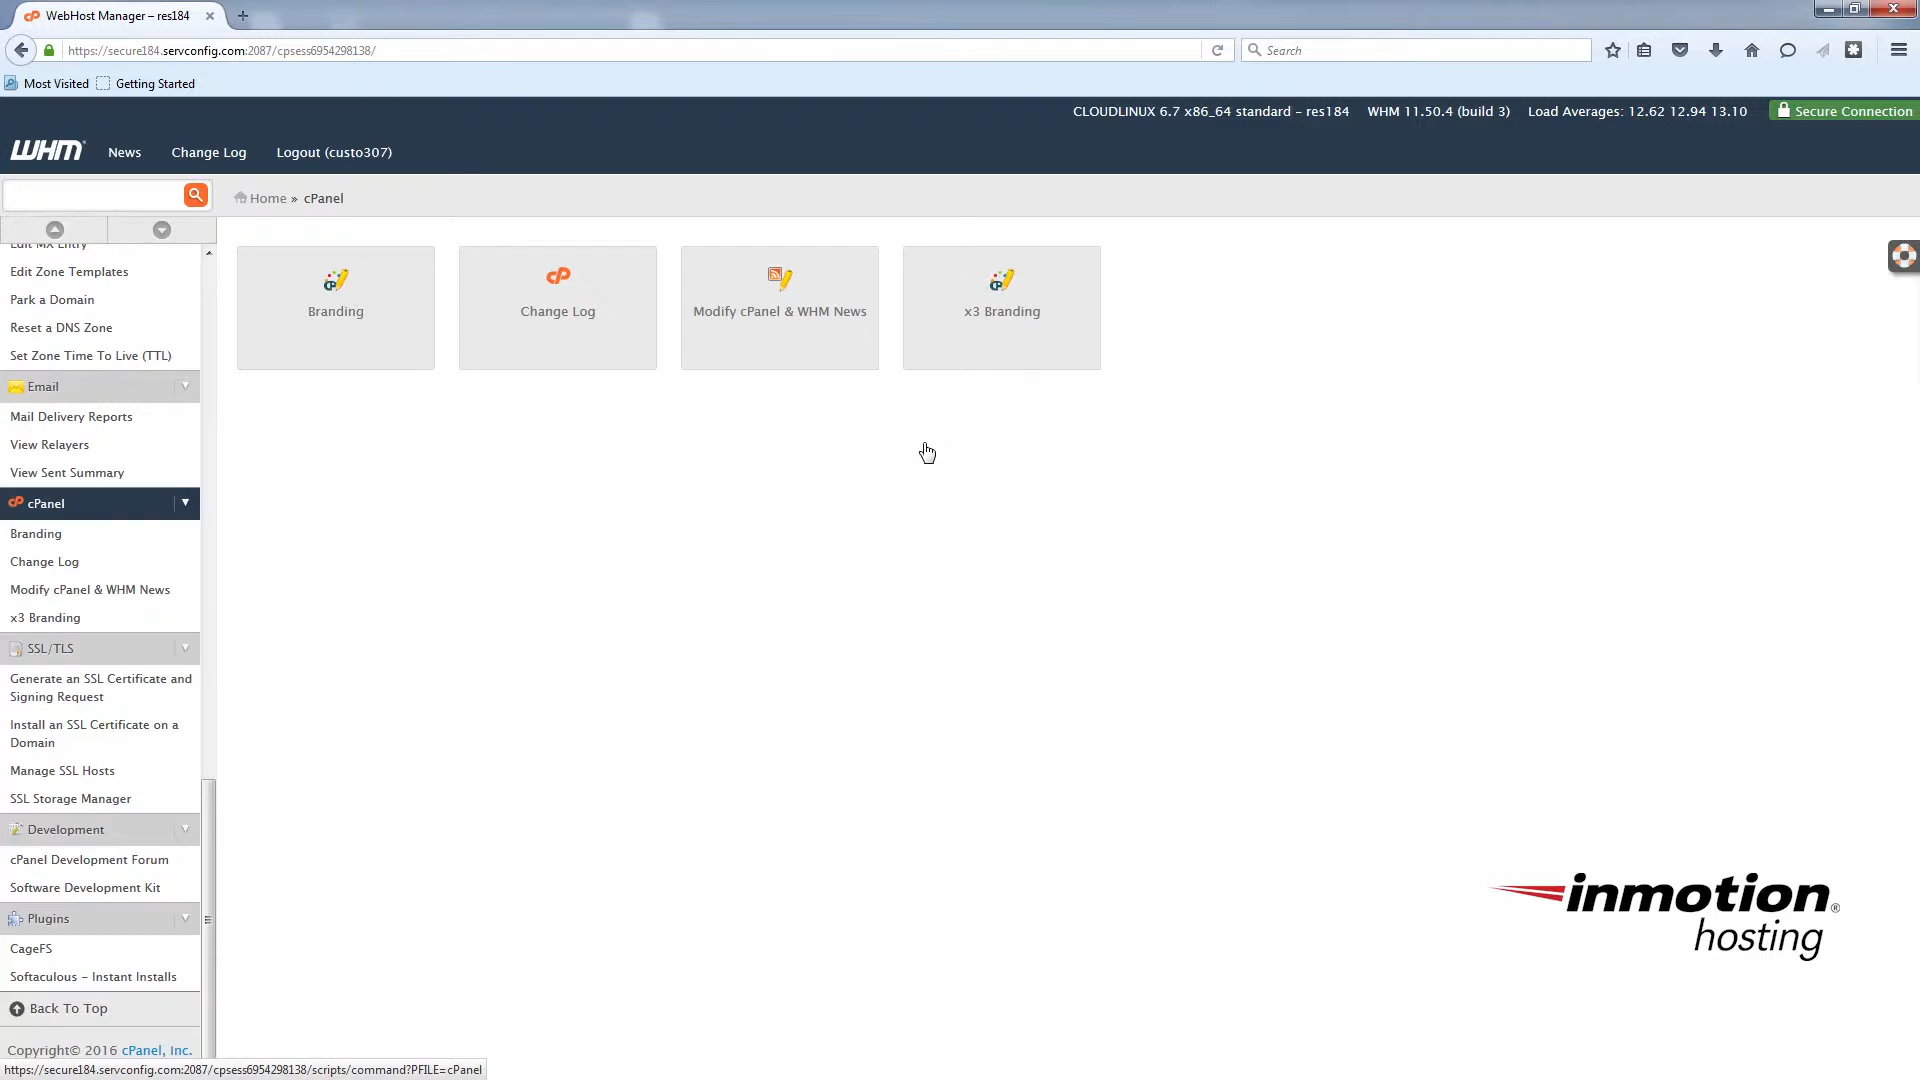 WebHost Manager – res184
https://secure184.servconfig.com:2087/cpsess6954298138/
Search
Most Visited
Getting Started
CLOUDLINUX 6.7 x86_64 standard – res184
WHM 11.50.4 (build 3)
Load Averages: 12.62 12.94 13.10
Secure Connection
WHM
News
Change Log
Logout (custo307)
Home » cPanel
Edit MX Entry
Edit Zone Templates
Park a Domain
Reset a DNS Zone
Set Zone Time To Live (TTL)
Email
Mail Delivery Reports
View Relayers
View Sent Summary
cPanel
Branding
Change Log
Modify cPanel & WHM News
x3 Branding
SSL/TLS
Generate an SSL Certificate and
Signing Request
Install an SSL Certificate on a
Domain
Manage SSL Hosts
SSL Storage Manager
Development
cPanel Development Forum
Software Development Kit
Plugins
CageFS
Softaculous – Instant Installs
Back To Top
Copyright© 2016 cPanel, Inc.
Branding
Change Log
Modify cPanel & WHM News
x3 Branding
inmotion®
hosting
https://secure184.servconfig.com:2087/cpsess6954298138/scripts/command?PFILE=cPanel